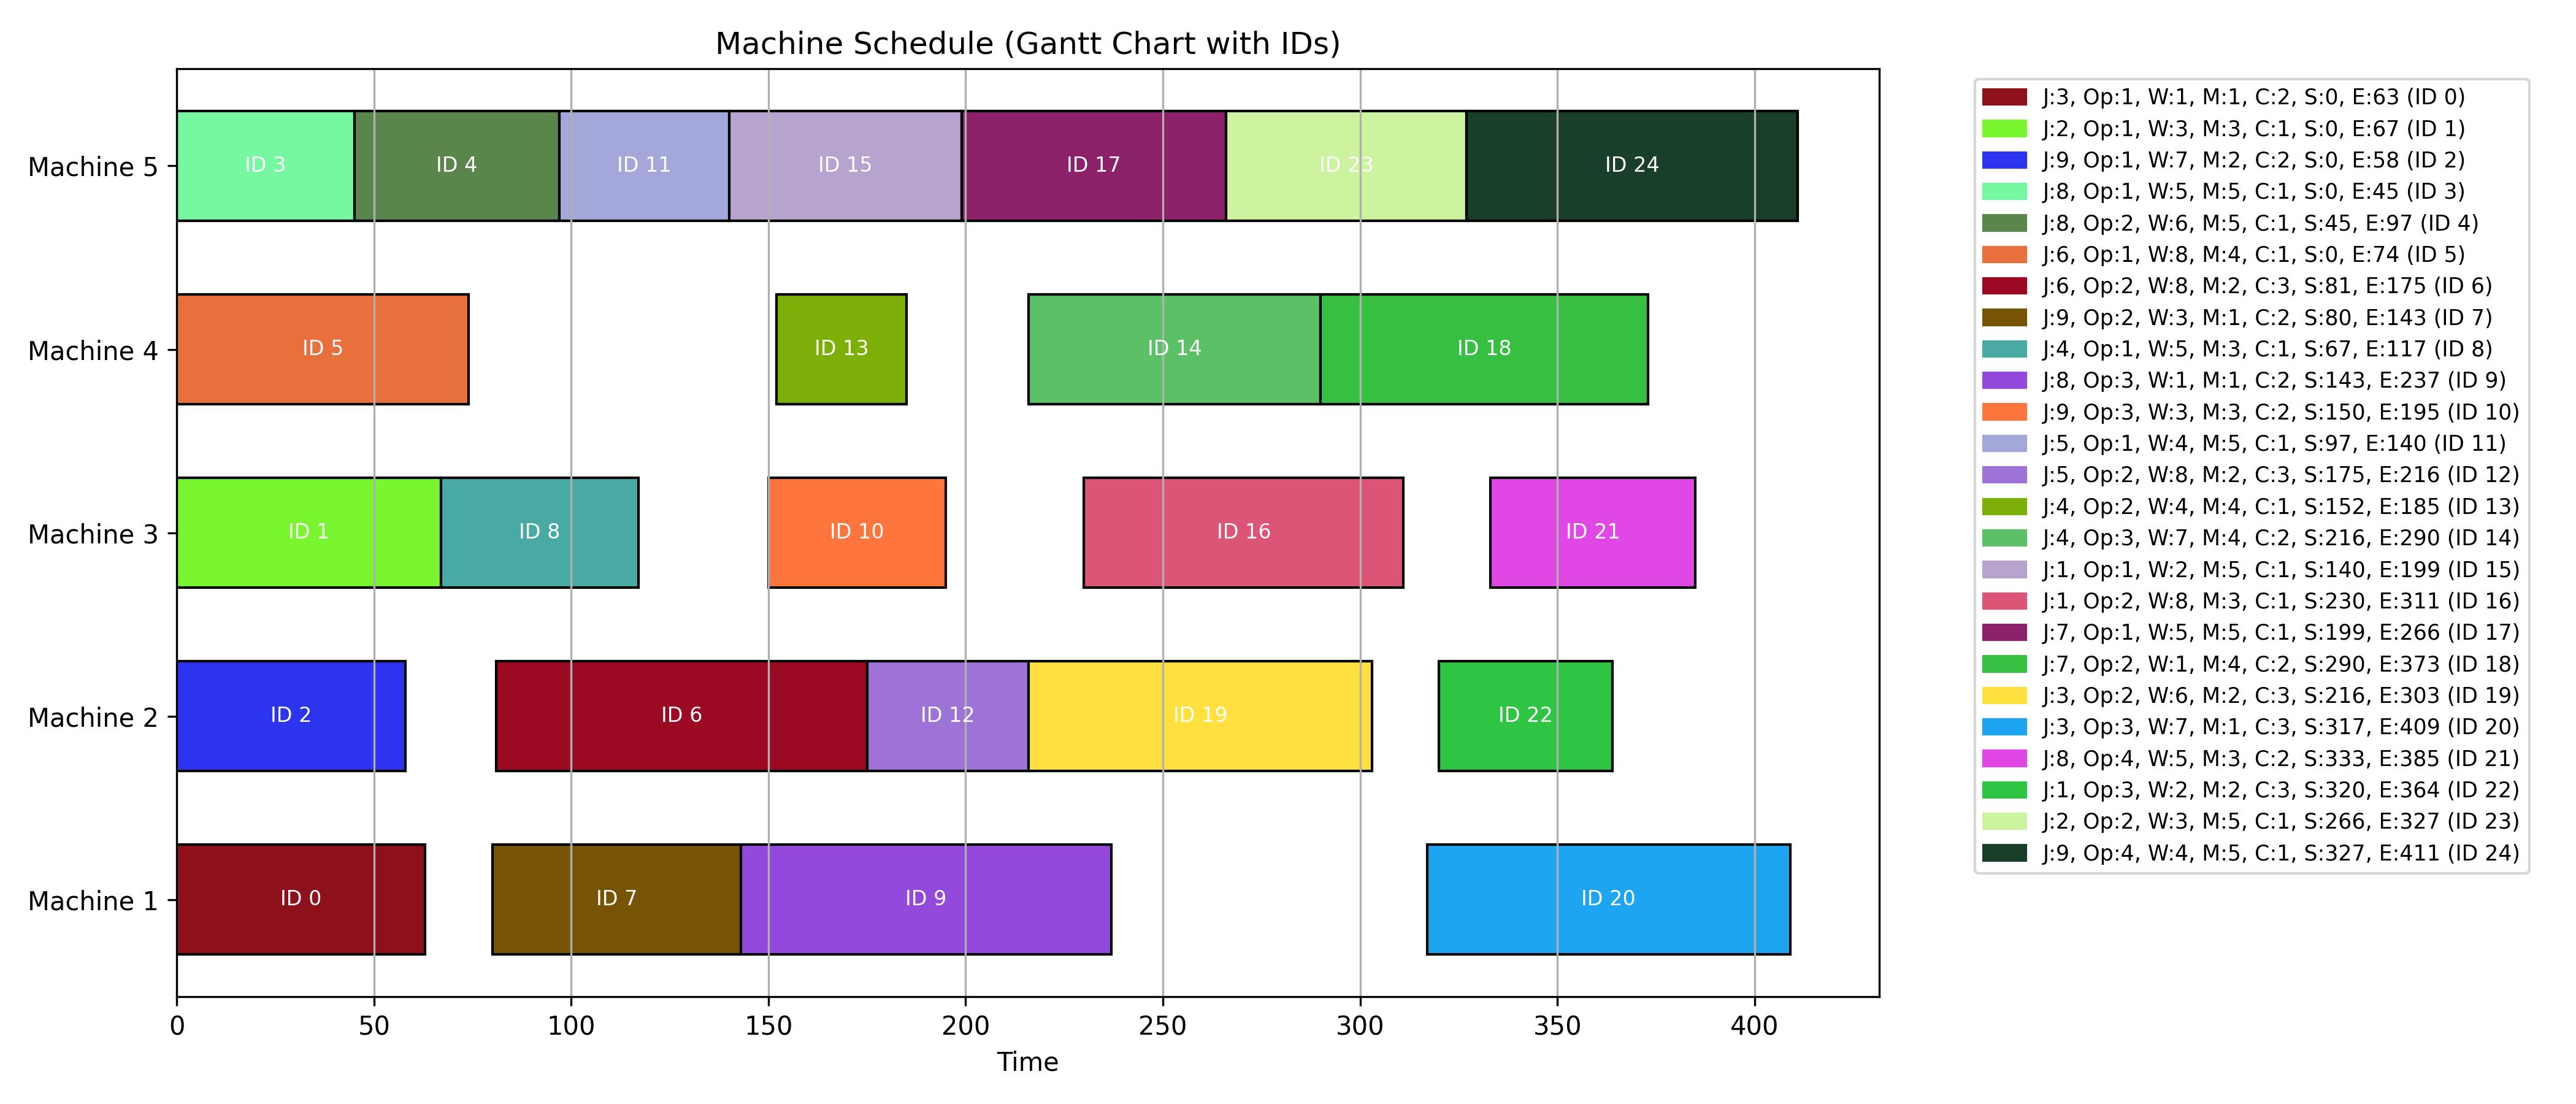 Machine Schedule (Gantt Chart with IDs)
Machine 5
ID 3
ID 4
ID 11
ID 15
ID 17
ID 23
ID 24
Machine 4
ID 5
ID 13
ID 14
ID 18
Machine 3
ID 1
ID 8
ID 10
ID 16
ID 21
Machine 2
ID 2
ID 6
ID 12
ID 19
ID 22
Machine 1
ID 0
ID 7
ID 9
ID 20
0 50 100 150 200 250 300 350 400
Time
J:3, Op:1, W:1, M:1, C:2, S:0, E:63 (ID 0)
J:2, Op:1, W:3, M:3, C:1, S:0, E:67 (ID 1)
J:9, Op:1, W:7, M:2, C:2, S:0, E:58 (ID 2)
J:8, Op:1, W:5, M:5, C:1, S:0, E:45 (ID 3)
J:8, Op:2, W:6, M:5, C:1, S:45, E:97 (ID 4)
J:6, Op:1, W:8, M:4, C:1, S:0, E:74 (ID 5)
J:6, Op:2, W:8, M:2, C:3, S:81, E:175 (ID 6)
J:9, Op:2, W:3, M:1, C:2, S:80, E:143 (ID 7)
J:4, Op:1, W:5, M:3, C:1, S:67, E:117 (ID 8)
J:8, Op:3, W:1, M:1, C:2, S:143, E:237 (ID 9)
J:9, Op:3, W:3, M:3, C:2, S:150, E:195 (ID 10)
J:5, Op:1, W:4, M:5, C:1, S:97, E:140 (ID 11)
J:5, Op:2, W:8, M:2, C:3, S:175, E:216 (ID 12)
J:4, Op:2, W:4, M:4, C:1, S:152, E:185 (ID 13)
J:4, Op:3, W:7, M:4, C:2, S:216, E:290 (ID 14)
J:1, Op:1, W:2, M:5, C:1, S:140, E:199 (ID 15)
J:1, Op:2, W:8, M:3, C:1, S:230, E:311 (ID 16)
J:7, Op:1, W:5, M:5, C:1, S:199, E:266 (ID 17)
J:7, Op:2, W:1, M:4, C:2, S:290, E:373 (ID 18)
J:3, Op:2, W:6, M:2, C:3, S:216, E:303 (ID 19)
J:3, Op:3, W:7, M:1, C:3, S:317, E:409 (ID 20)
J:8, Op:4, W:5, M:3, C:2, S:333, E:385 (ID 21)
J:1, Op:3, W:2, M:2, C:3, S:320, E:364 (ID 22)
J:2, Op:2, W:3, M:5, C:1, S:266, E:327 (ID 23)
J:9, Op:4, W:4, M:5, C:1, S:327, E:411 (ID 24)